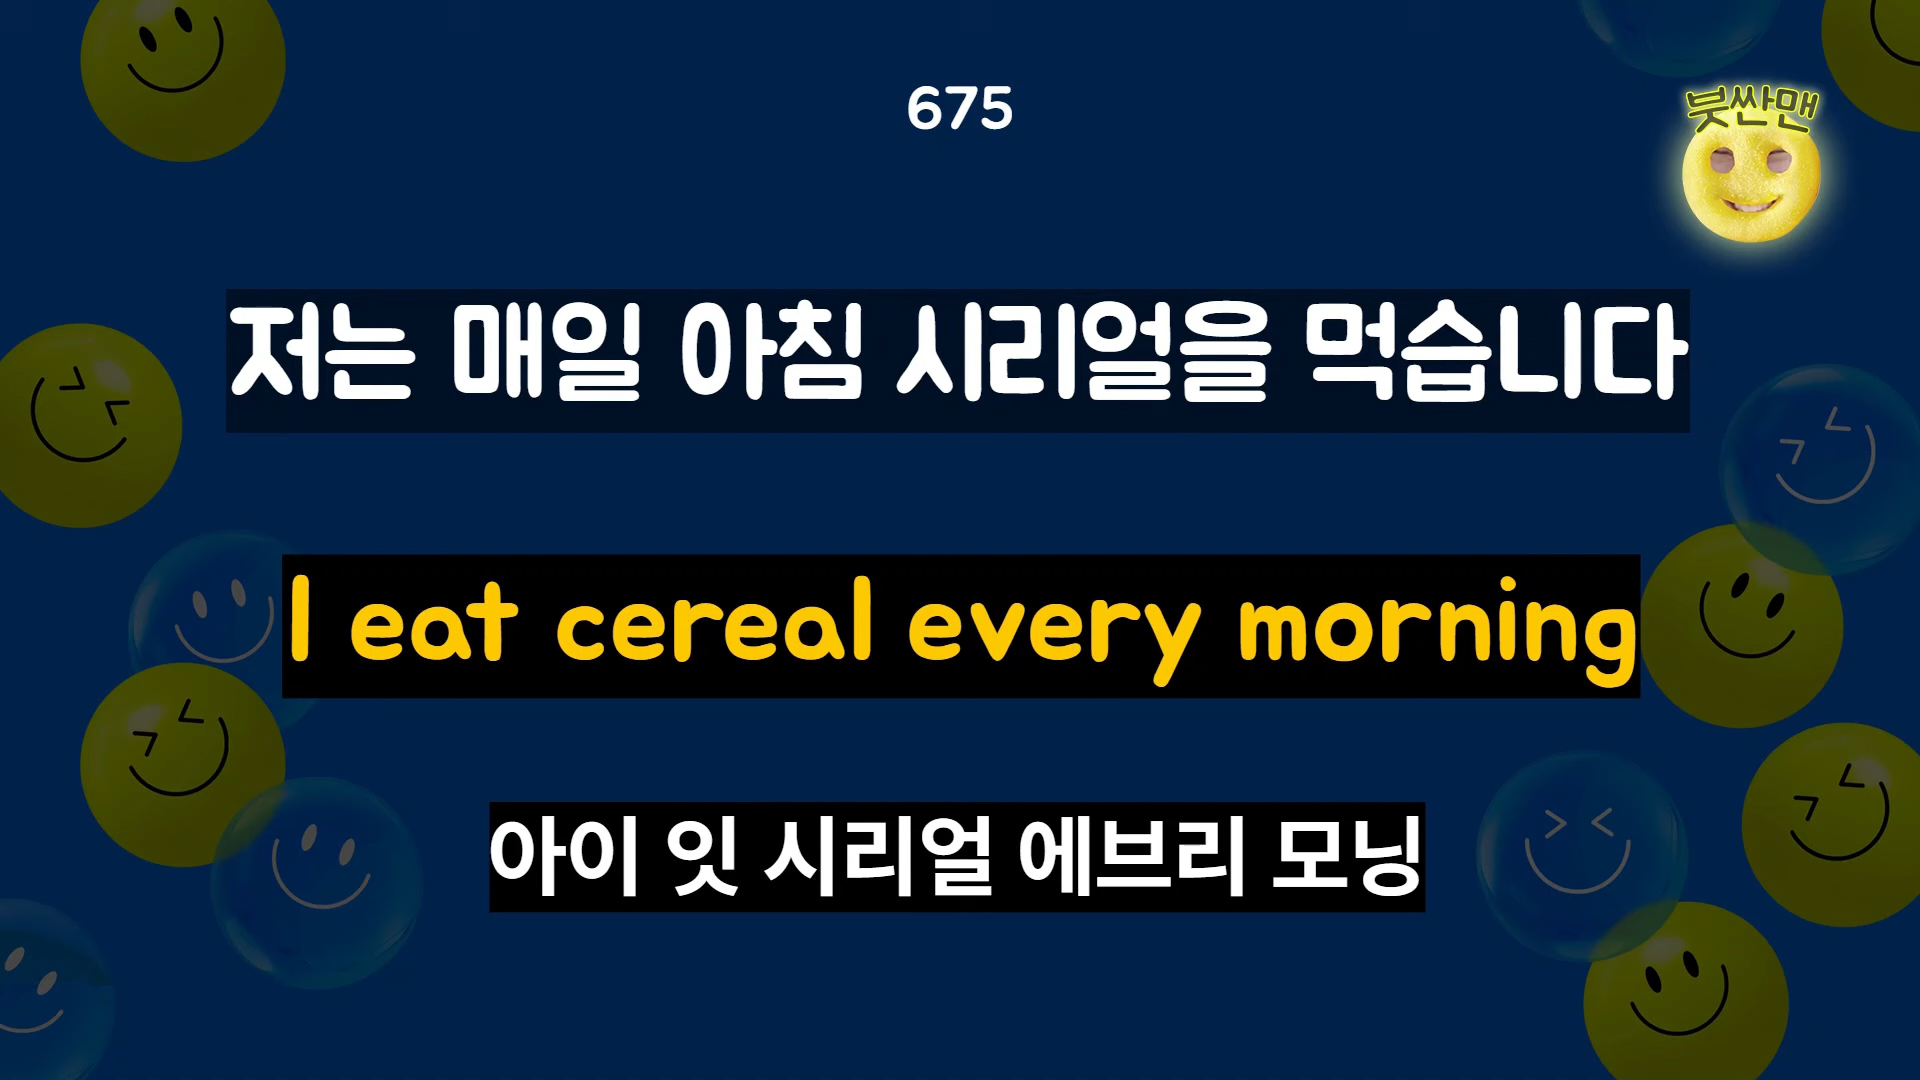 675
붓싼맨
저는 매일 아침 시리얼을 먹습니다
I eat cereal every morning
아이 잇 시리얼 에브리 모닝